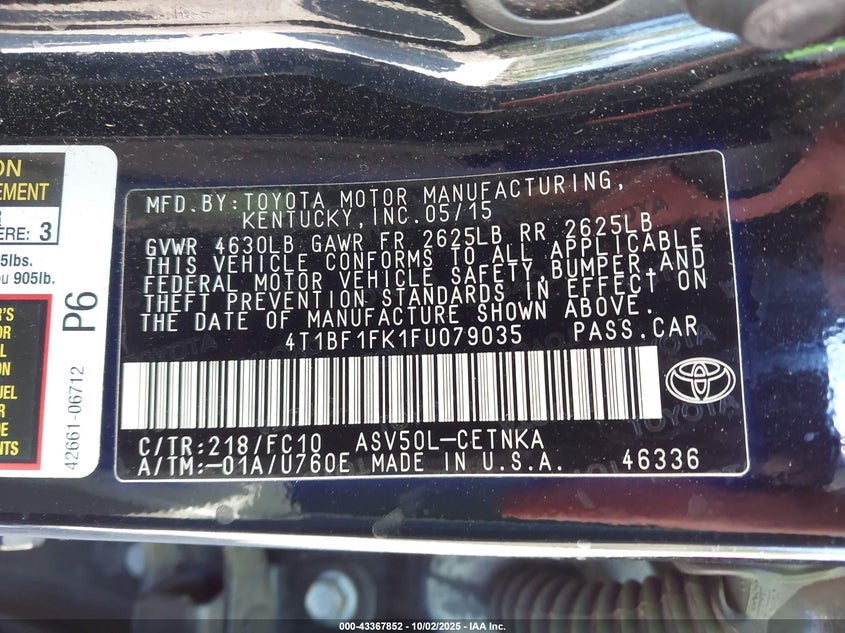 ON
EMENT
ERE: 3
5lbs.
905lb.
R'S
FOR
P6
42661-06712
MFD.BY:TOYOTA MOTOR MANUFACTURING,
KENTUCKY,INC.05/15
GVWR 4630LB GAWR FR 2625LB RR 2625LB
THIS VEHICLE CONFORMS TO ALL APPLICABLE
FEDERAL MOTOR VEHICLE SAFETY,BUMPER,AND
THEFT PREVENTION STANDARDS IN EFFECT ON
THE DATE OF MANUFACTURE SHOWN ABOVE.
4T1BF1FK1FU079035 PASS.CAR
TOYOTA
C/TR:218/FC10 ASV50L-CETNKA
A/TM:-01A/U760E MADE IN U.S.A. 46336
000-43367852 - 10/02/2025 - IAA Inc.